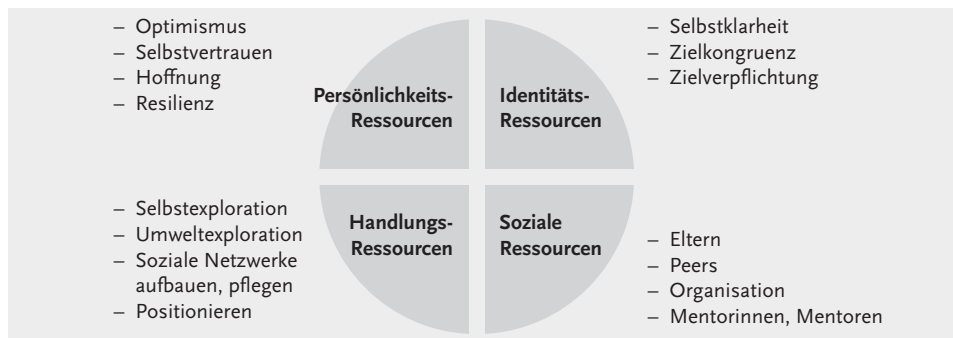 – Optimismus
– Selbstvertrauen
– Hoffnung
– Resilienz
Persönlichkeits-
Ressourcen
Identitäts-
Ressourcen
– Selbstklarheit
– Zielkongruenz
– Zielverpflichtung
– Selbstexploration
– Umweltexploration
– Soziale Netzwerke
aufbauen, pflegen
– Positionieren
Handlungs-
Ressourcen
Soziale
Ressourcen
– Eltern
– Peers
– Organisation
– Mentorinnen, Mentoren